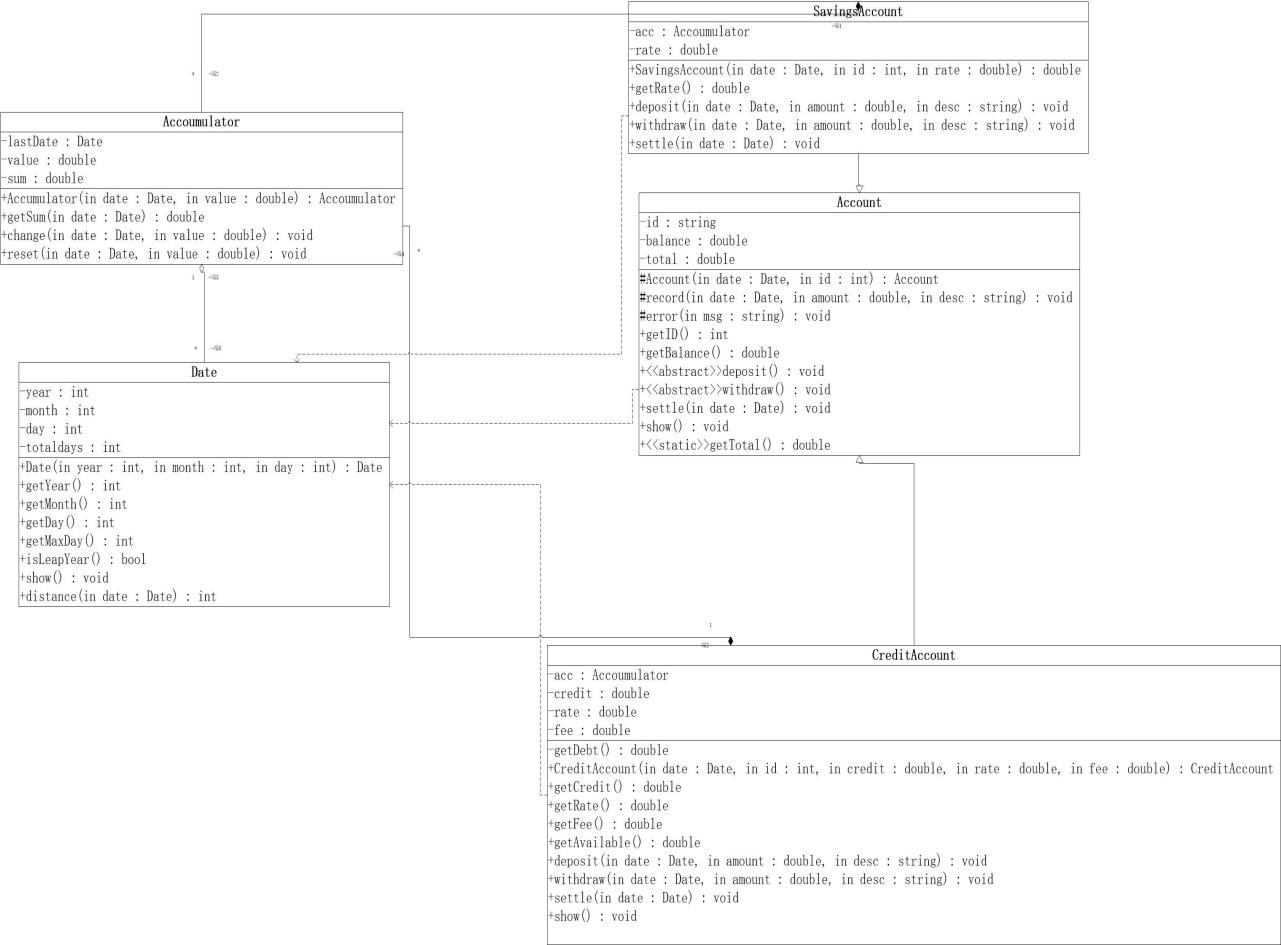 SavingsAccount
-acc : Accoumulator
-rate : double
+SavingsAccount(in date : Date, in id : int, in rate : double) : double
+getRate() : double
+deposit(in date : Date, in amount : double, in desc : string) : void
+withdraw(in date : Date, in amount : double, in desc : string) : void
+settle(in date : Date) : void
Accoumulator
-lastDate : Date
-value : double
-sum : double
+Accumulator(in date : Date, in value : double) : Accoumulator
+getSum(in date : Date) : double
+change(in date : Date, in value : double) : void
+reset(in date : Date, in value : double) : void
Account
-id : string
-balance : double
-total : double
#Account(in date : Date, in id : int) : Account
#record(in date : Date, in amount : double, in desc : string) : void
#error(in msg : string) : void
+getID() : int
+getBalance() : double
+<<abstract>>deposit() : void
+<<abstract>>withdraw() : void
+settle(in date : Date) : void
+show() : void
+<<static>>getTotal() : double
*
*
1
*
Date
-year : int
-month : int
-day : int
-totaldays : int
+Date(in year : int, in month : int, in day : int) : Date
+getYear() : int
+getMonth() : int
+getDay() : int
+getMaxDay() : int
+isLeapYear() : bool
+show() : void
+distance(in date : Date) : int
1
CreditAccount
-acc : Accoumulator
-credit : double
-rate : double
-fee : double
-getDebt() : double
+CreditAccount(in date : Date, in id : int, in credit : double, in rate : double, in fee : double) : CreditAccount
+getCredit() : double
+getRate() : double
+getFee() : double
+getAvailable() : double
+deposit(in date : Date, in amount : double, in desc : string) : void
+withdraw(in date : Date, in amount : double, in desc : string) : void
+settle(in date : Date) : void
+show() : void